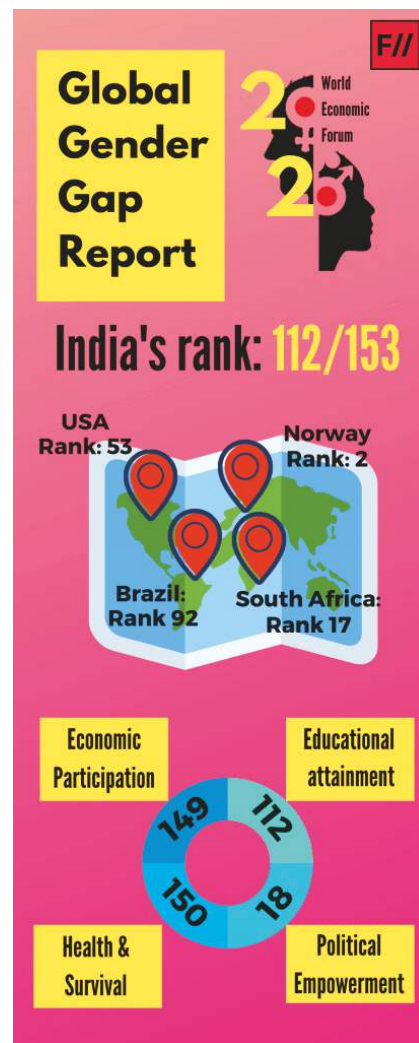 F//
Global
Gender
Gap
Report
2020
World
Economic
Forum
India's rank: 112/153
USA
Rank: 53
Norway
Rank: 2
Brazil:
Rank 92
South Africa:
Rank 17
Economic
Participation
Educational
attainment
149
112
150
18
Health &
Survival
Political
Empowerment